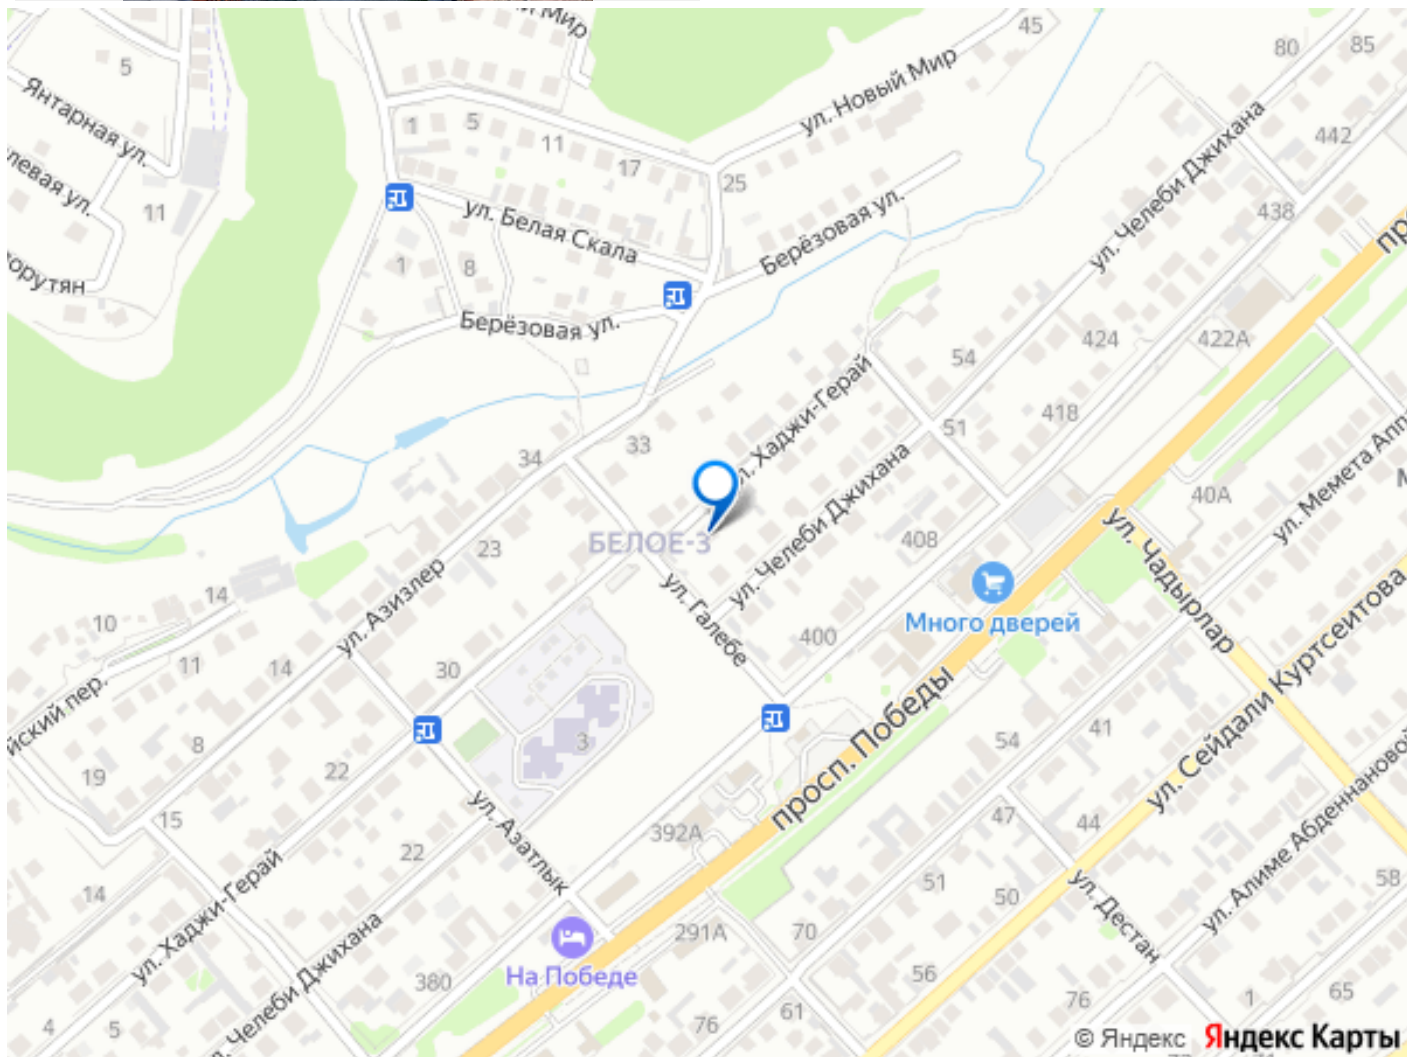 й Мир
45
80
85
5
Янтарная ул.
1
5
11
17
25
ул. Новый Мир
442
438
левая ул.
11
орутян
ул. Белая Скала
1
8
Берёзовая ул.
Берёзовая ул.
ул. Челеби Джихана
пр
424
422А
54
51
418
ул. Хаджи-Герай
33
34
23
БЕЛОЕ-3
ул. Челеби Джихана
408
40А
ул. Мемета Апп
М
ул. Чадырлар
Много дверей
400
ул. Галебе
ул. Азизлер
14
10
11
14
30
йский пер.
8
19
15
22
22
3
просп. Победы
54
41
ул. Сейдали Куртсеитова
47
44
ул. Алиме Абденнановой
58
392А
ул. Азатлык
14
ул. Хаджи-Герай
51
50
ул. Дестан
291А
70
На Победе
380
ул. Челеби Джихана
56
61
76
76
1
65
4
5
© Яндекс Яндекс Карты